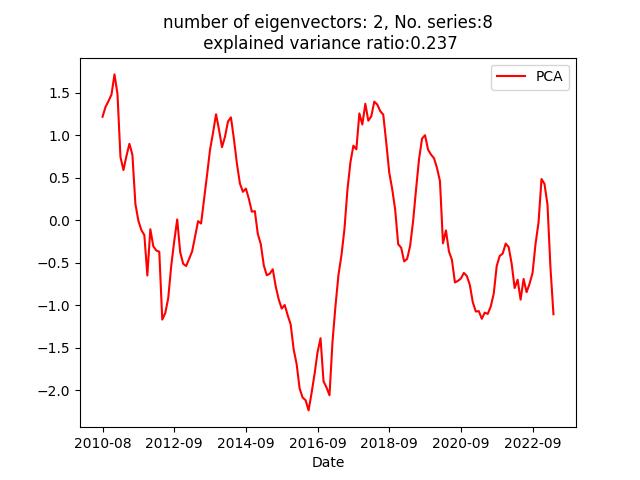 number of eigenvectors: 2, No. series:8
explained variance ratio:0.237
PCA
1.5
1.0
0.5
0.0
−0.5
−1.0
−1.5
−2.0
2010-08 2012-09 2014-09 2016-09 2018-09 2020-09 2022-09
Date